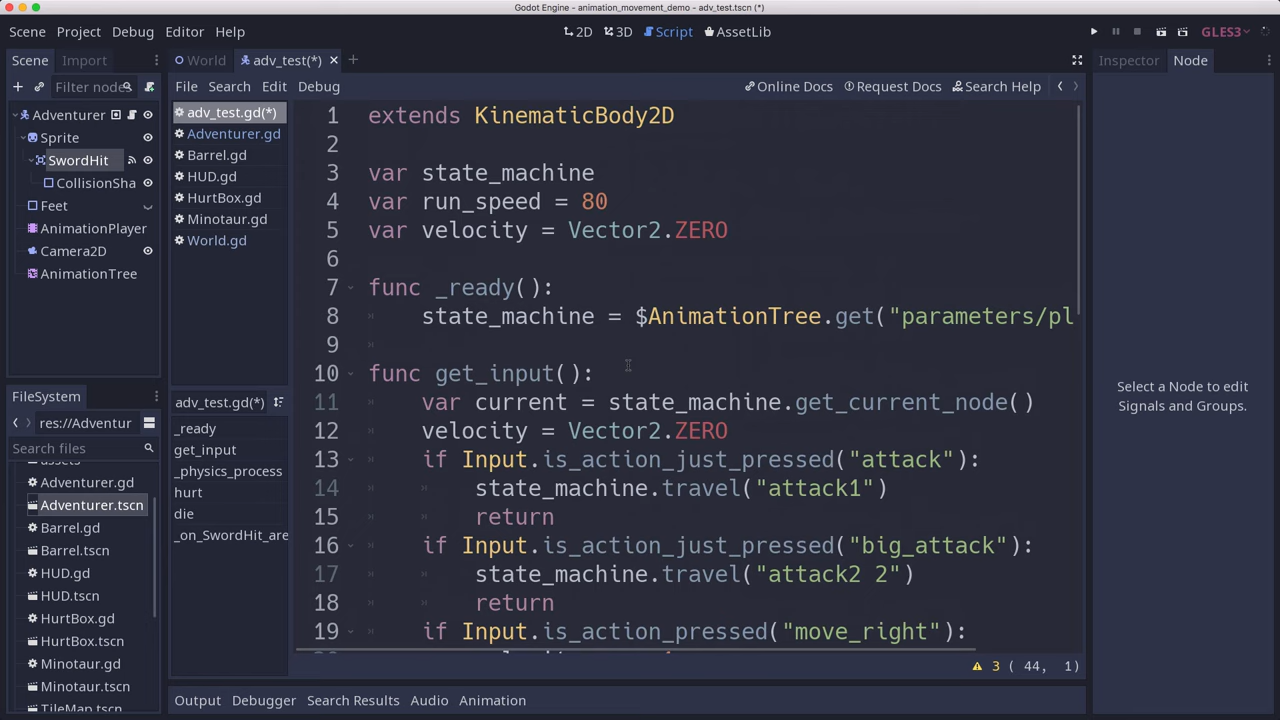 Godot Engine - animation_movement_demo - adv_test.tscn (*)
Scene Project Debug Editor Help
2D 3D Script AssetLib
GLES3
Scene Import
World adv_test(*)
Inspector Node
Filter node
File Search Edit Debug
Online Docs Request Docs Search Help
Adventurer
Sprite
SwordHit
CollisionSha
Feet
AnimationPlayer
Camera2D
AnimationTree
adv_test.gd(*)
Adventurer.gd
Barrel.gd
HUD.gd
HurtBox.gd
Minotaur.gd
World.gd
adv_test.gd(*)
_ready
get_input
_physics_process
hurt
die
_on_SwordHit_are
1 extends KinematicBody2D
2
3 var state_machine
4 var run_speed = 80
5 var velocity = Vector2.ZERO
6
7 func _ready():
8 state_machine = $AnimationTree.get("parameters/pl
9
10 func get_input():
11 var current = state_machine.get_current_node()
12 velocity = Vector2.ZERO
13 if Input.is_action_just_pressed("attack"):
14 state_machine.travel("attack1")
15 return
16 if Input.is_action_just_pressed("big_attack"):
17 state_machine.travel("attack2 2")
18 return
19 if Input.is_action_pressed("move_right"):
3 ( 44, 1)
Select a Node to edit
Signals and Groups.
FileSystem
res://Adventur
Search files
Adventurer.gd
Adventurer.tscn
Barrel.gd
Barrel.tscn
HUD.gd
HUD.tscn
HurtBox.gd
HurtBox.tscn
Minotaur.gd
Minotaur.tscn
TileMap.tscn
Output Debugger Search Results Audio Animation